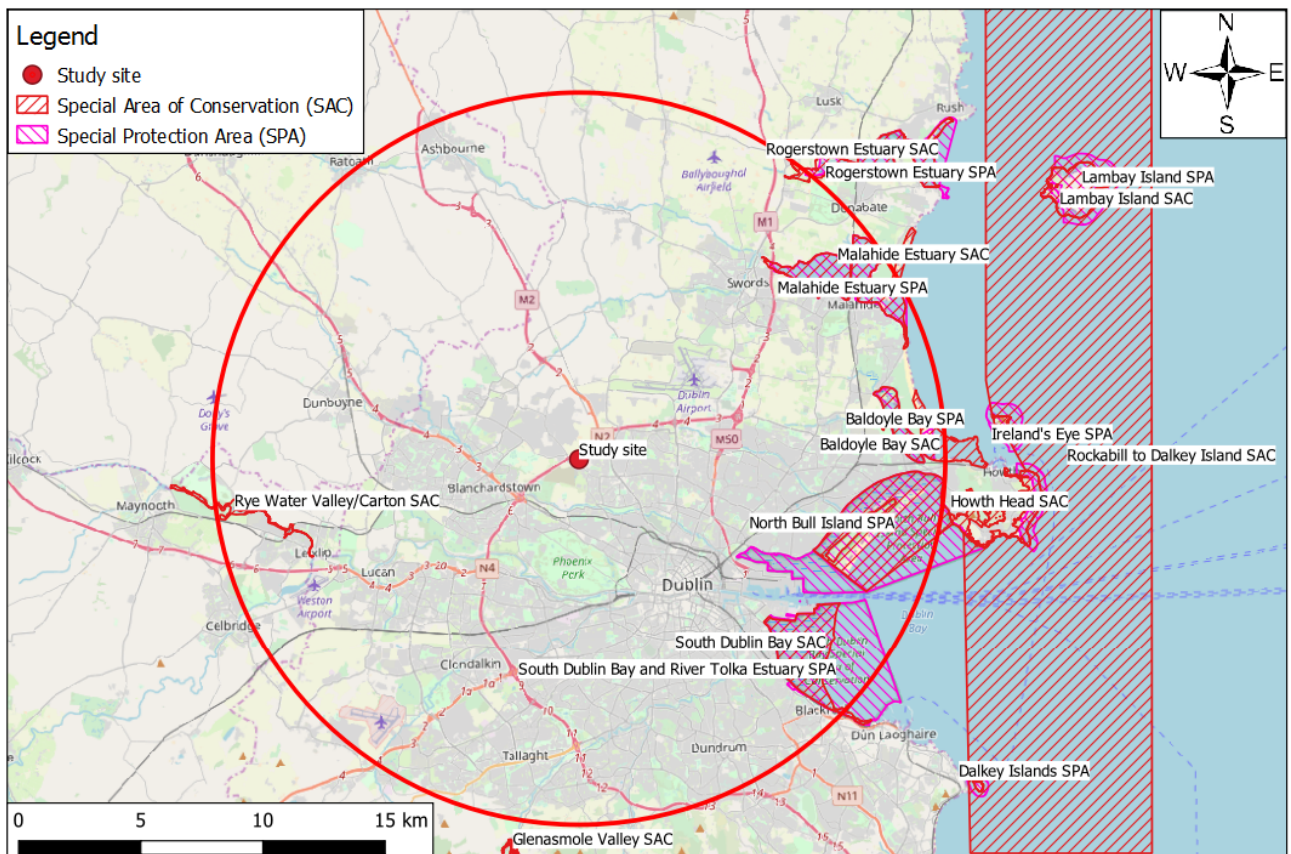 Legend
Study site
Special Area of Conservation (SAC)
Special Protection Area (SPA)
N
W E
S
Lusk
Rush
Ratoath
Ashbourne
Rogerstown Estuary SAC
Ballyboughal
Airfield
Rogerstown Estuary SPA
Lambay Island SPA
Lambay Island SAC
Donabate
M1
Malahide Estuary SAC
Swords
Malahide Estuary SPA
Malahide
M2
Dublin
Airport
Dunboyne
Baldoyle Bay SPA
Ireland's Eye SPA
N2
M50
Baldoyle Bay SAC
Study site
Rockabill to Dalkey Island SAC
Kilcock
Blanchardstown
Maynooth
Rye Water Valley/Carton SAC
Howth Head SAC
North Bull Island SPA
Leixlip
Phoenix
Park
Lucan
N4
Dublin
Weston
Airport
Dublin
Bay
Celbridge
South Dublin Bay SAC
Clondalkin
South Dublin Bay and River Tolka Estuary SPA
Dún Laoghaire
Tallaght
Dundrum
Dalkey Islands SPA
N11
0 5 10 15 km
Glenasmole Valley SAC